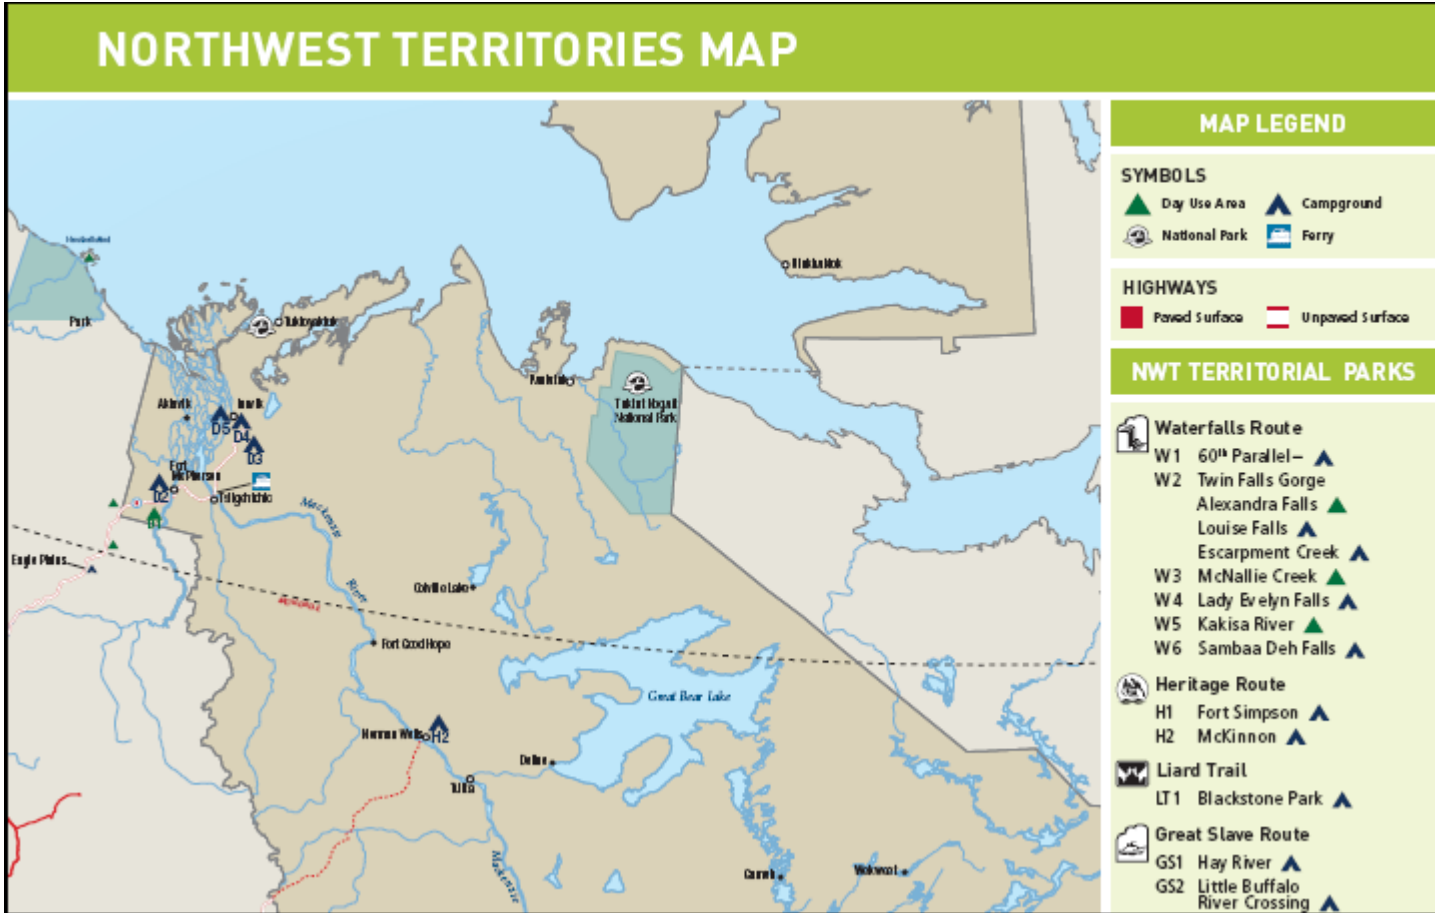 NORTHWEST TERRITORIES MAP
MAP LEGEND
SYMBOLS
Day Use Area
Campground
National Park
Ferry
HIGHWAYS
Paved Surface
Unpaved Surface
NWT TERRITORIAL PARKS
Waterfalls Route
W1 60th Parallel –
W2 Twin Falls Gorge
Alexandra Falls
Louise Falls
Escarpment Creek
W3 McNallie Creek
W4 Lady Evelyn Falls
W5 Kakisa River
W6 Sambaa Deh Falls
Heritage Route
H1 Fort Simpson
H2 McKinnon
Liard Trail
LT1 Blackstone Park
Great Slave Route
GS1 Hay River
GS2 Little Buffalo
River Crossing
Park
Tuktoyaktuk
Aklavik
Inuvik
D5
D4
D3
Fort
McPherson
D2
D1
Tsiigehtchic
Eagle Plains
Paulatuk
Tuktut Nogait
National Park
Mackenzie
River
Colville Lake
Fort Good Hope
Great Bear Lake
Norman Wells
H2
Tulita
Deline
Mackenzie
Gameti
Wekweeti